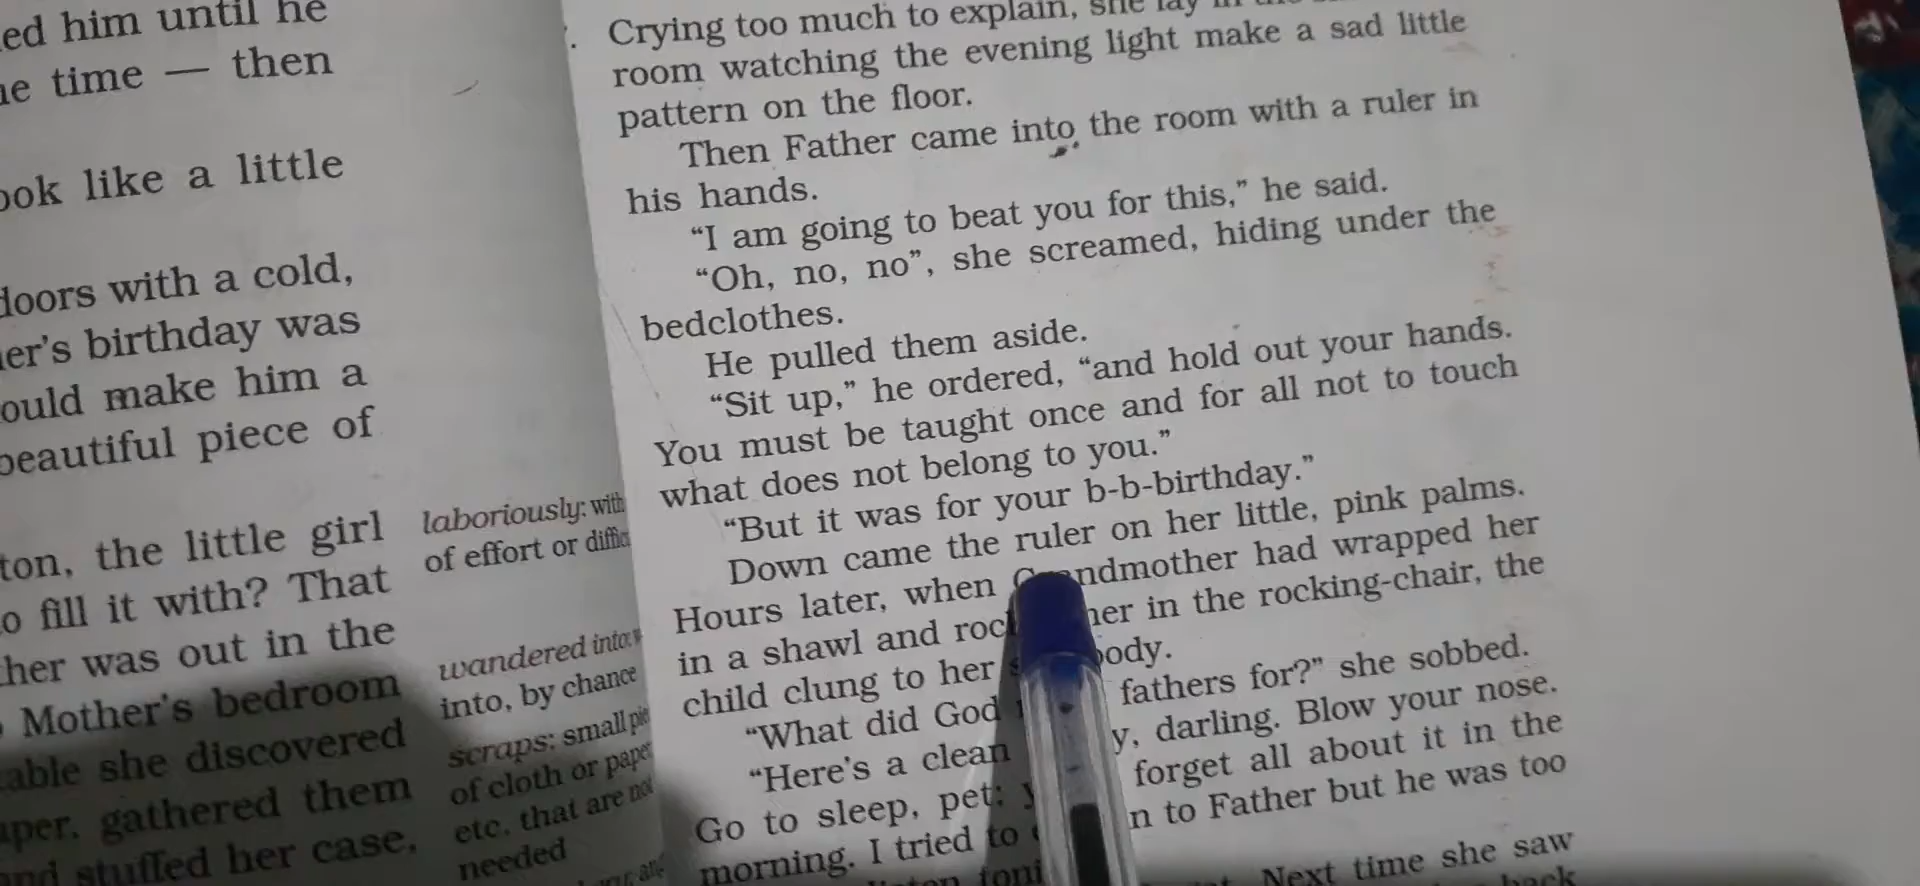 ed him until he
e time — then
ook like a little
doors with a cold,
er's birthday was
ould make him a
beautiful piece of
ton, the little girl
o fill it with? That
her was out in the
Mother's bedroom
able she discovered
aper, gathered them
and stuffed her case,
laboriously: with
of effort or
wandered into:
into, by chance
scraps: small
of cloth or paper
etc. that are not
needed
Crying too much to explain, she lay in
room watching the evening light make a sad little
pattern on the floor.
Then Father came into the room with a ruler in
his hands.
“I am going to beat you for this,” he said.
“Oh, no, no”, she screamed, hiding under the
bedclothes.
He pulled them aside.
“Sit up,” he ordered, “and hold out your hands.
You must be taught once and for all not to touch
what does not belong to you.”
“But it was for your b-b-birthday.”
Down came the ruler on her little, pink palms.
Hours later, when Grandmother had wrapped her
in a shawl and her in the rocking-chair, the
child clung to her body.
“What did God fathers for?” she sobbed.
“Here's a clean darling. Blow your nose.
Go to sleep, pet; forget all about it in the
morning. I tried to to Father but he was too
Next time she saw
back